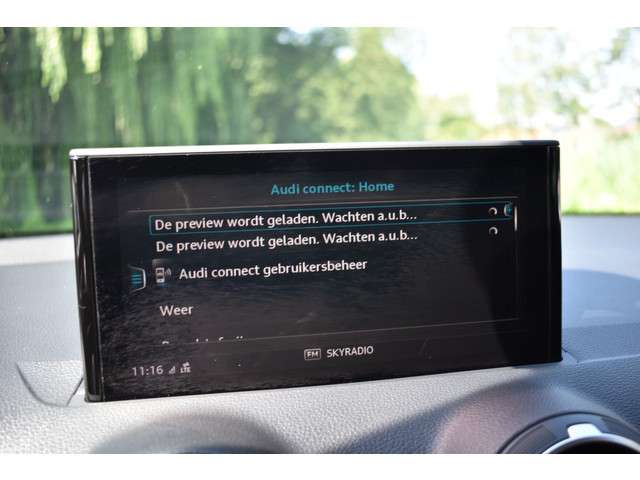 Audi connect: Home
De preview wordt geladen. Wachten a.u.b...
De preview wordt geladen. Wachten a.u.b...
Audi connect gebruikersbeheer
Weer
FM SKYRADIO
11:16 LTE